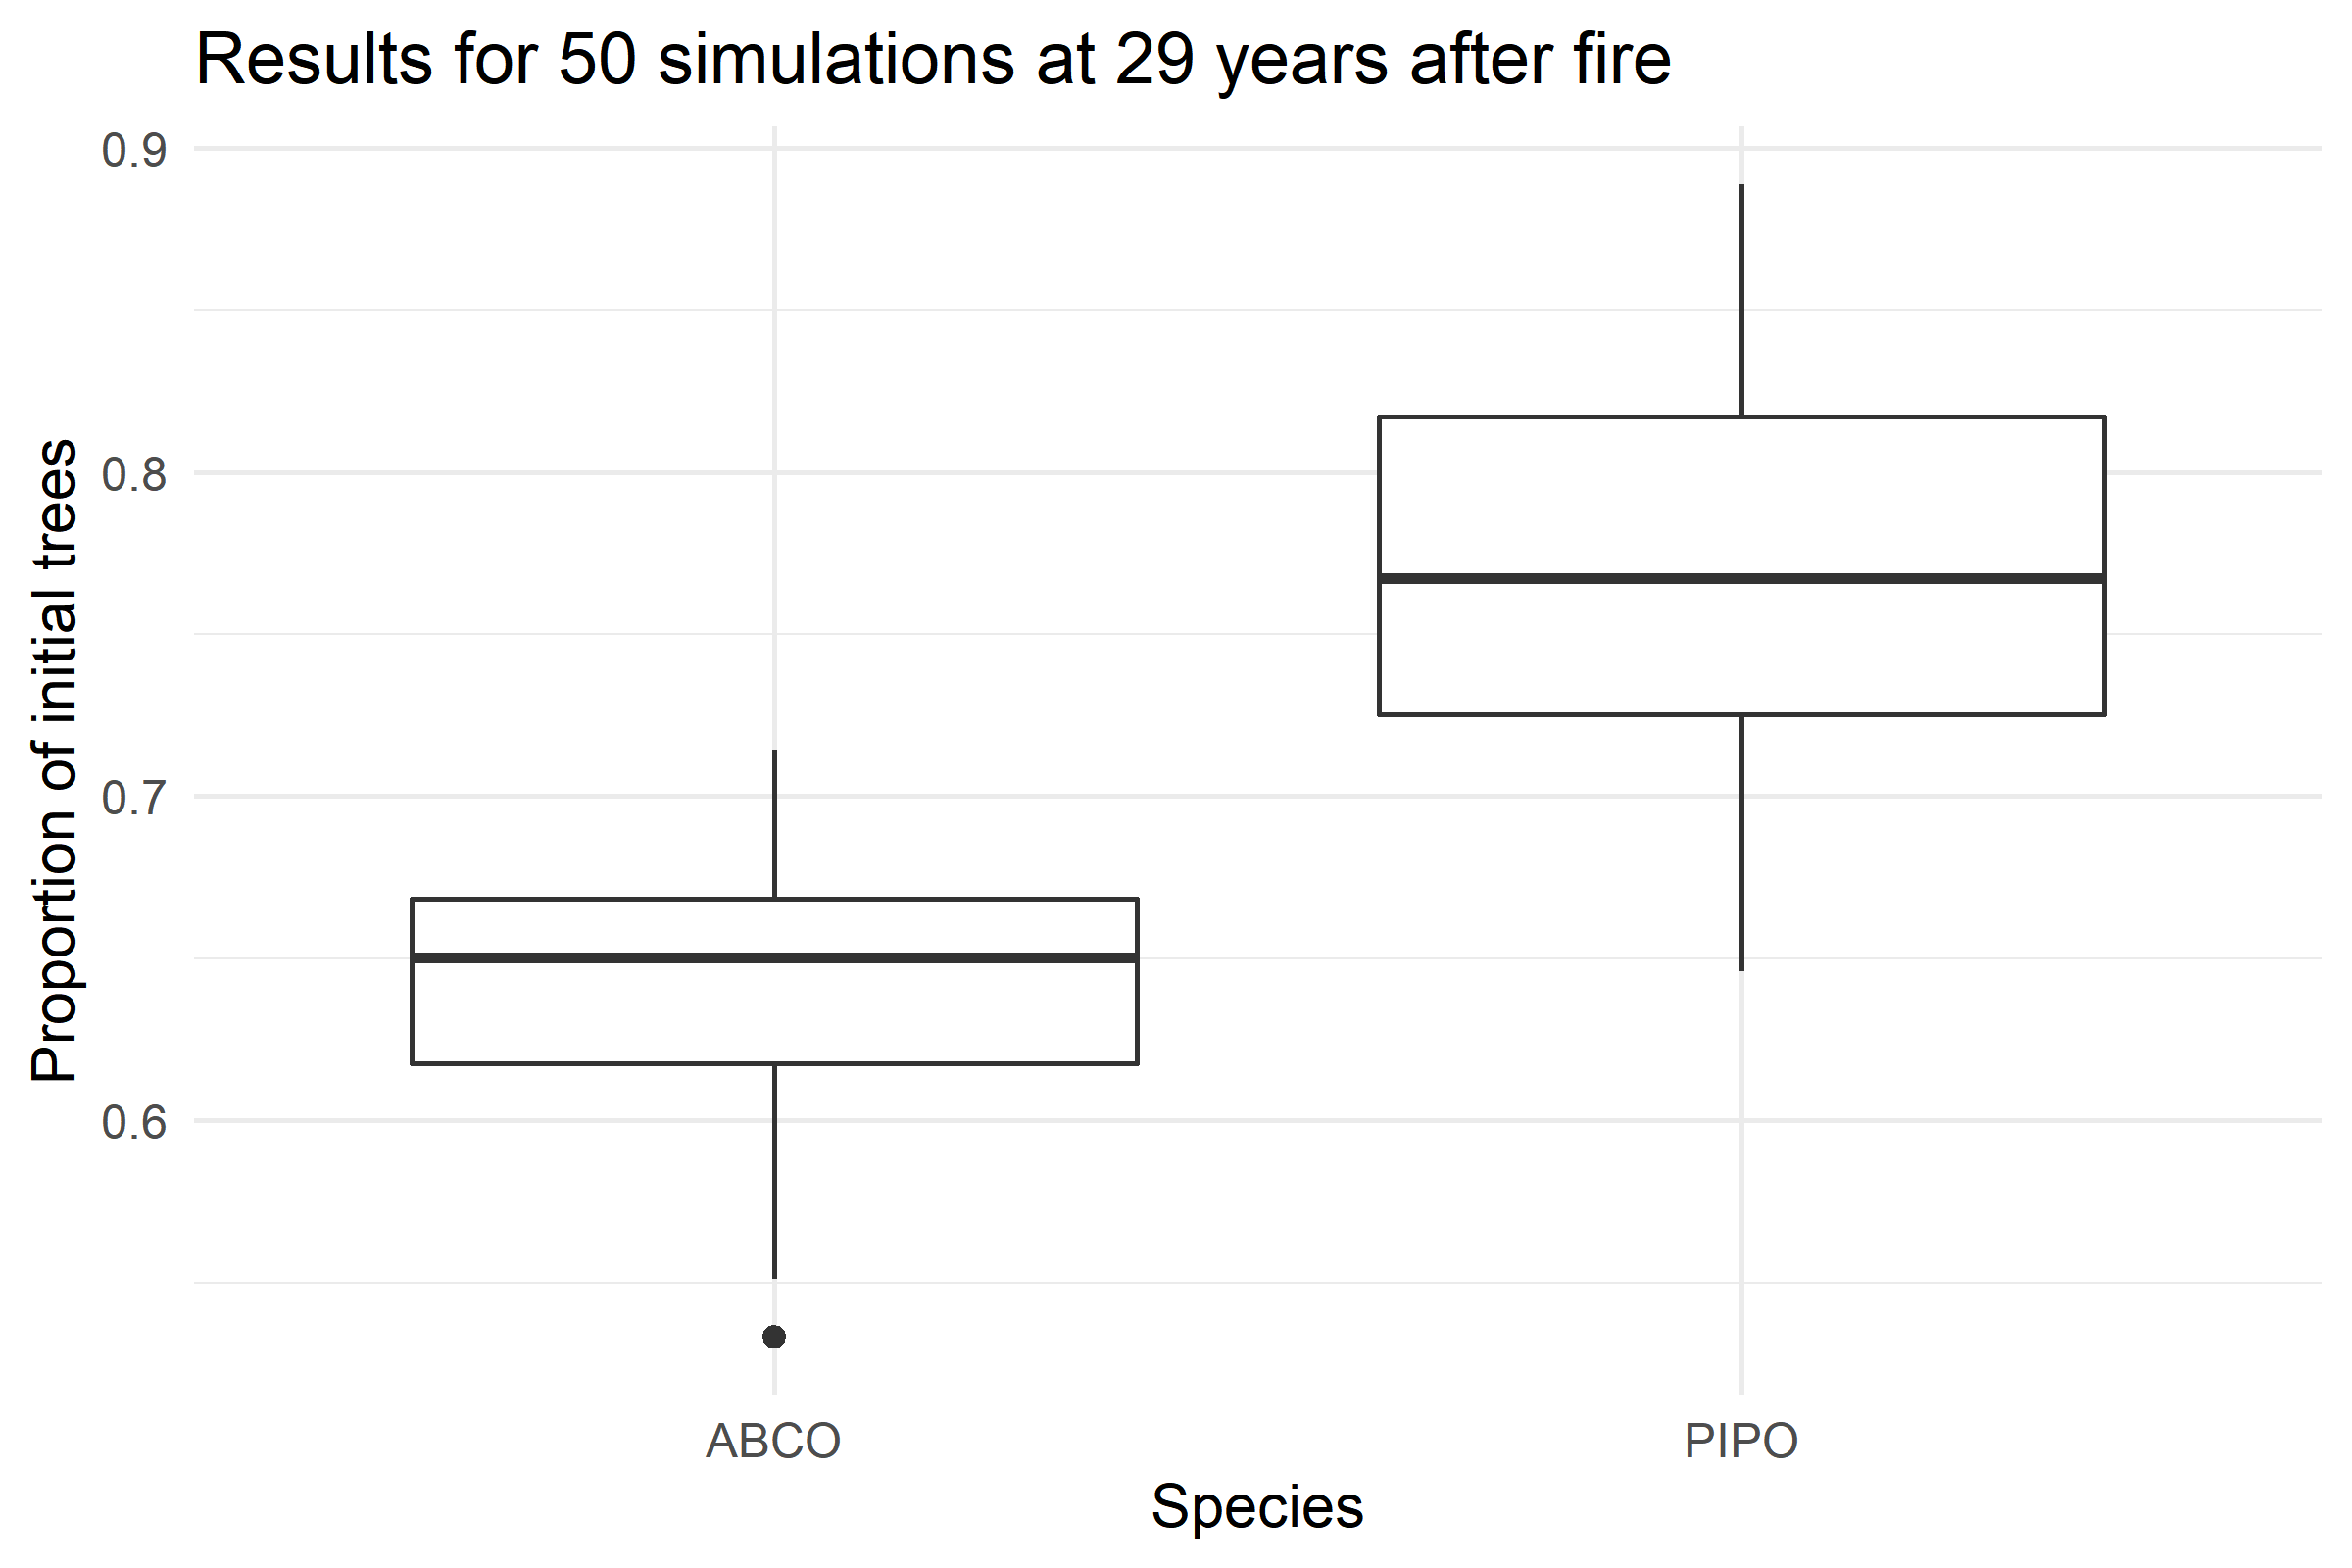 Results for 50 simulations at 29 years after fire
Proportion of initial trees
0.9
0.8
0.7
0.6
ABCO
PIPO
Species